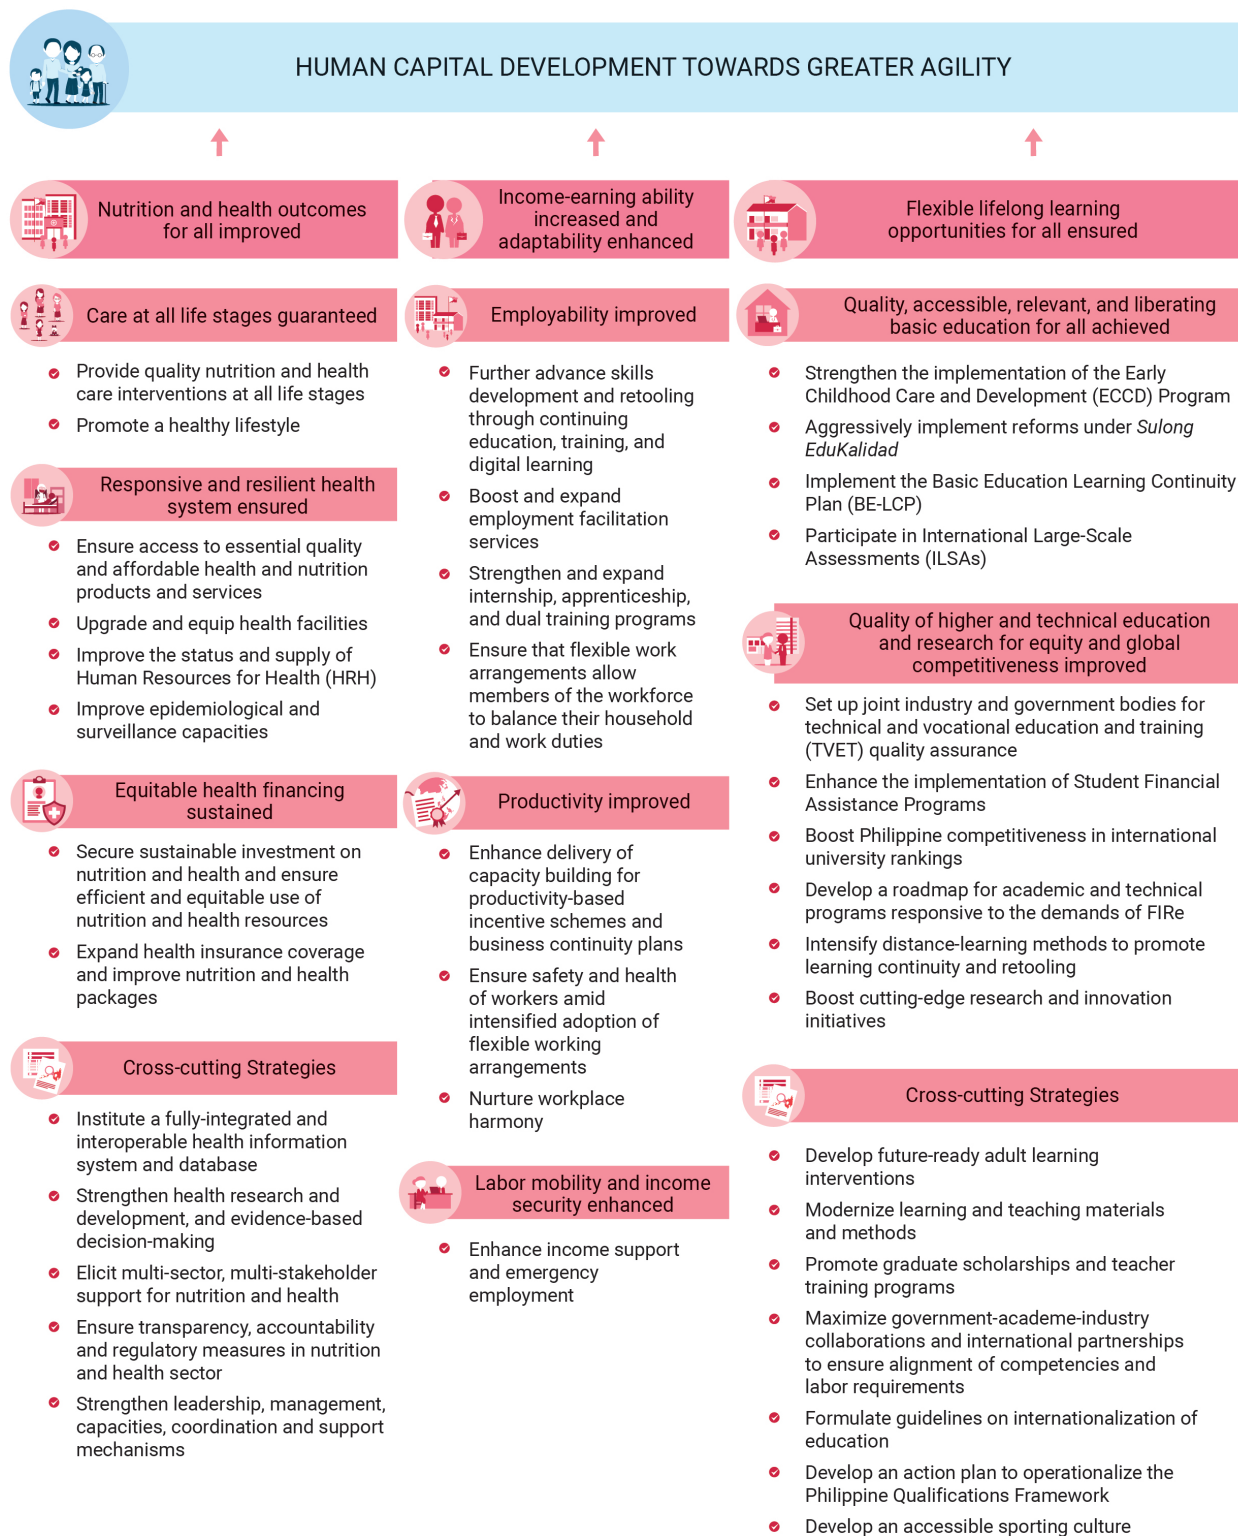 HUMAN CAPITAL DEVELOPMENT TOWARDS GREATER AGILITY
Nutrition and health outcomes
for all improved
Care at all life stages guaranteed
Provide quality nutrition and health
care interventions at all life stages
Promote a healthy lifestyle
Responsive and resilient health
system ensured
Ensure access to essential quality
and affordable health and nutrition
products and services
Upgrade and equip health facilities
Improve the status and supply of
Human Resources for Health (HRH)
Improve epidemiological and
surveillance capacities
Equitable health financing
sustained
Secure sustainable investment on
nutrition and health and ensure
efficient and equitable use of
nutrition and health resources
Expand health insurance coverage
and improve nutrition and health
packages
Cross-cutting Strategies
Institute a fully-integrated and
interoperable health information
system and database
Strengthen health research and
development, and evidence-based
decision-making
Elicit multi-sector, multi-stakeholder
support for nutrition and health
Ensure transparency, accountability
and regulatory measures in nutrition
and health sector
Strengthen leadership, management,
capacities, coordination and support
mechanisms
Income-earning ability
increased and
adaptability enhanced
Employability improved
Further advance skills
development and retooling
through continuing
education, training, and
digital learning
Boost and expand
employment facilitation
services
Strengthen and expand
internship, apprenticeship,
and dual training programs
Ensure that flexible work
arrangements allow
members of the workforce
to balance their household
and work duties
Productivity improved
Enhance delivery of
capacity building for
productivity-based
incentive schemes and
business continuity plans
Ensure safety and health
of workers amid
intensified adoption of
flexible working
arrangements
Nurture workplace
harmony
Labor mobility and income
security enhanced
Enhance income support
and emergency
employment
Flexible lifelong learning
opportunities for all ensured
Quality, accessible, relevant, and liberating
basic education for all achieved
Strengthen the implementation of the Early
Childhood Care and Development (ECCD) Program
Aggressively implement reforms under Sulong
EduKalidad
Implement the Basic Education Learning Continuity
Plan (BE-LCP)
Participate in International Large-Scale
Assessments (ILSAs)
Quality of higher and technical education
and research for equity and global
competitiveness improved
Set up joint industry and government bodies for
technical and vocational education and training
(TVET) quality assurance
Enhance the implementation of Student Financial
Assistance Programs
Boost Philippine competitiveness in international
university rankings
Develop a roadmap for academic and technical
programs responsive to the demands of FIRe
Intensify distance-learning methods to promote
learning continuity and retooling
Boost cutting-edge research and innovation
initiatives
Cross-cutting Strategies
Develop future-ready adult learning
interventions
Modernize learning and teaching materials
and methods
Promote graduate scholarships and teacher
training programs
Maximize government-academe-industry
collaborations and international partnerships
to ensure alignment of competencies and
labor requirements
Formulate guidelines on internationalization of
education
Develop an action plan to operationalize the
Philippine Qualifications Framework
Develop an accessible sporting culture